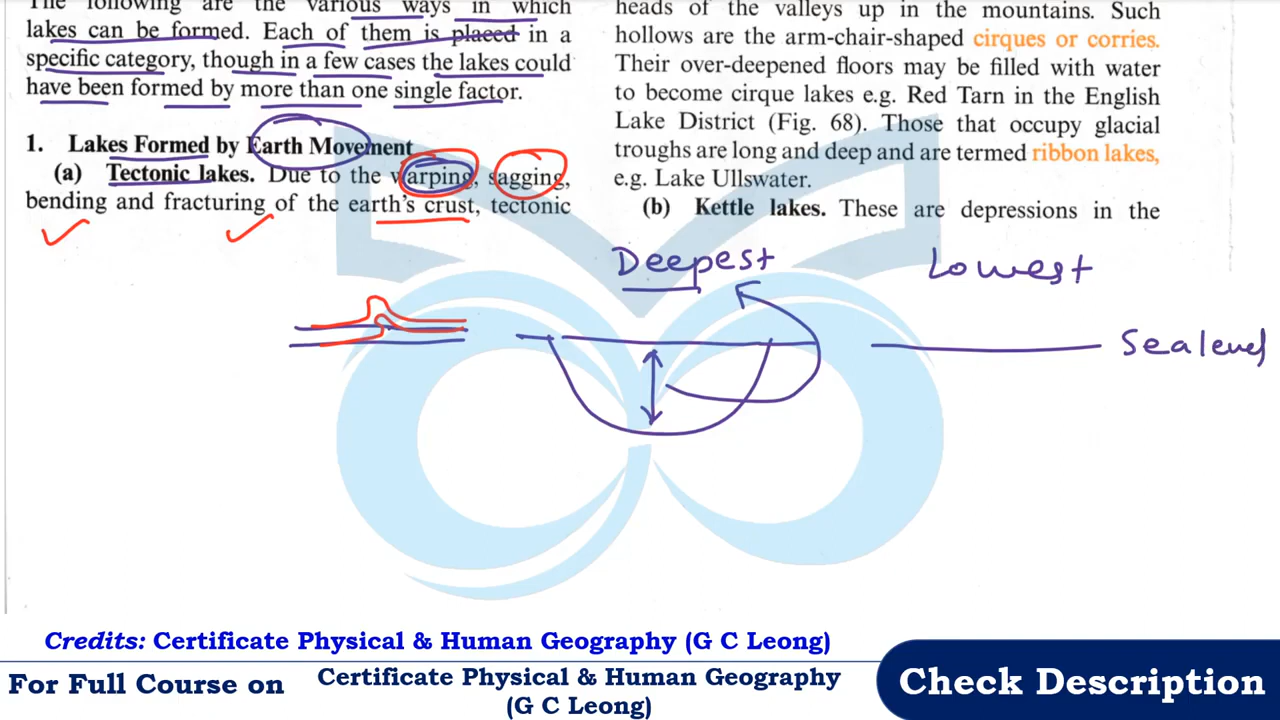 The following are the various ways in which
lakes can be formed. Each of them is placed in a
specific category, though in a few cases the lakes could
have been formed by more than one single factor.
1. Lakes Formed by Earth Movement
(a) Tectonic lakes. Due to the warping, sagging,
bending and fracturing of the earth's crust, tectonic
heads of the valleys up in the mountains. Such
hollows are the arm-chair-shaped cirques or corries.
Their over-deepened floors may be filled with water
to become cirque lakes e.g. Red Tarn in the English
Lake District (Fig. 68). Those that occupy glacial
troughs are long and deep and are termed ribbon lakes,
e.g. Lake Ullswater.
(b) Kettle lakes. These are depressions in the
Deepest
Lowest
Sea level
Credits: Certificate Physical & Human Geography (G C Leong)
For Full Course on
Certificate Physical & Human Geography
(G C Leong)
Check Description